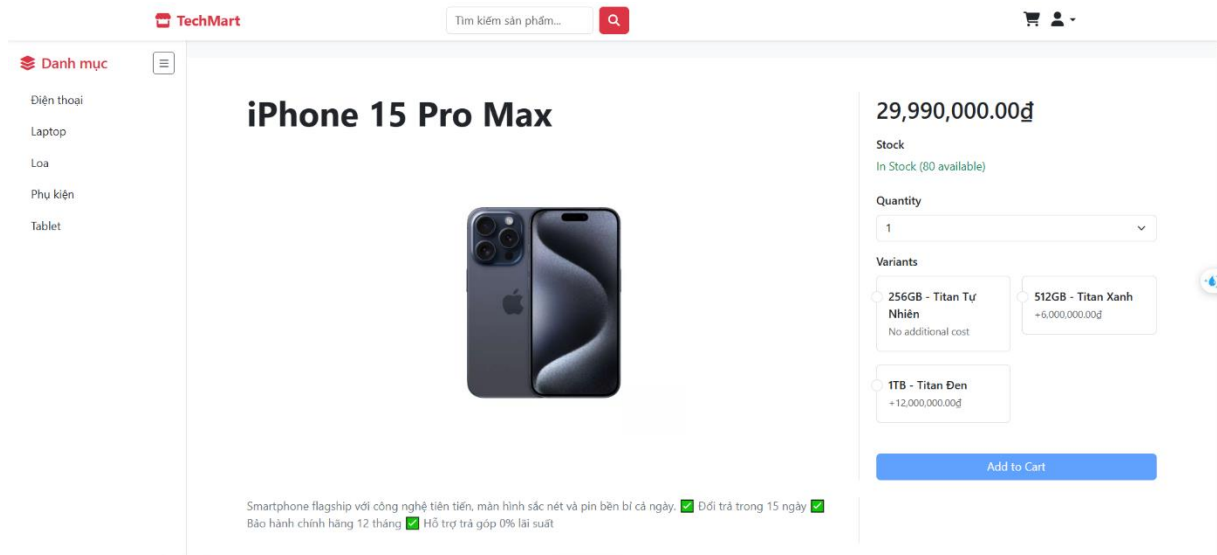 TechMart
Tìm kiếm sản phẩm...
Danh mục
Điện thoại
Laptop
Loa
Phụ kiện
Tablet
iPhone 15 Pro Max
29,990,000.00₫
Stock
In Stock (80 available)
Quantity
1
Variants
256GB - Titan Tự
Nhiên
No additional cost
512GB - Titan Xanh
+6,000,000.00₫
1TB - Titan Đen
+12,000,000.00₫
Add to Cart
Smartphone flagship với công nghệ tiên tiến, màn hình sắc nét và pin bền bỉ cả ngày. ✅ Đổi trả trong 15 ngày ✅
Bảo hành chính hãng 12 tháng ✅ Hỗ trợ trả góp 0% lãi suất